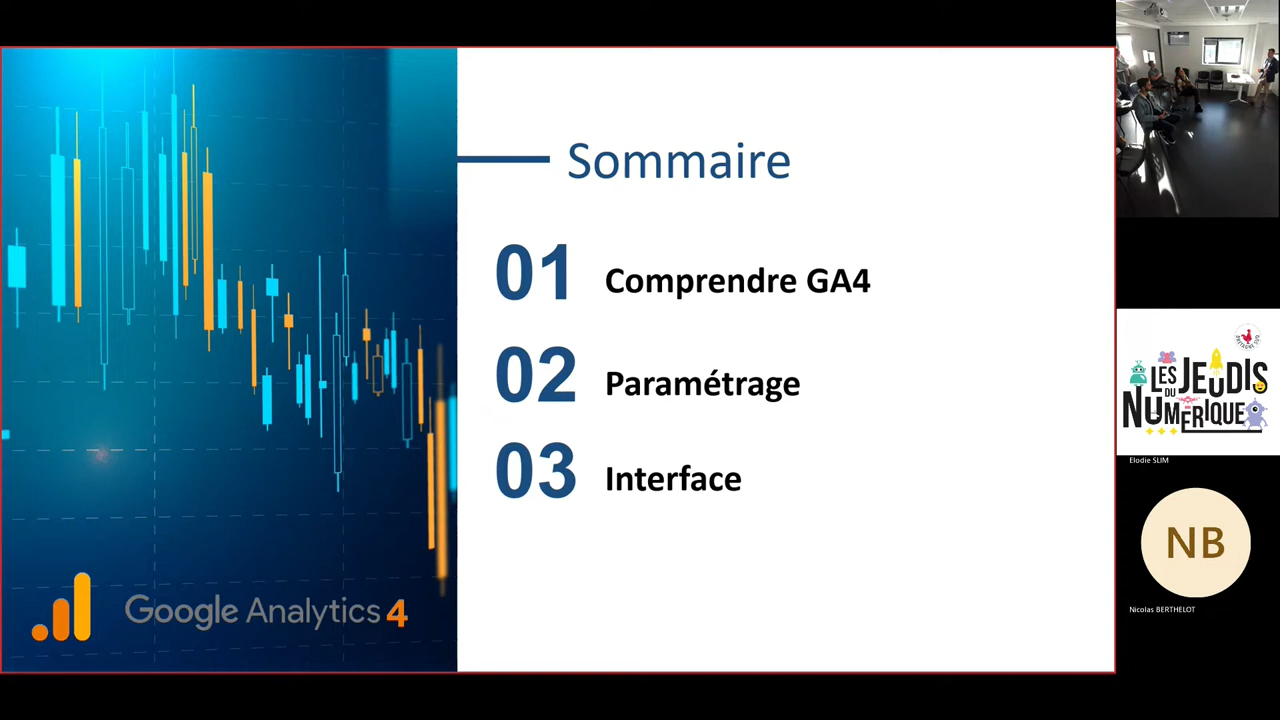 Sommaire
01 Comprendre GA4
02 Paramétrage
03 Interface
Google Analytics 4
LES JEUDIS
DU
NUMÉRIQUE
Elodie SLIM
NB
Nicolas BERTHELOT